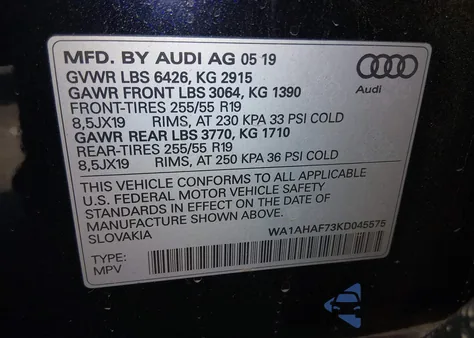 MFD. BY AUDI AG 05 19
GVWR LBS 6426, KG 2915
GAWR FRONT LBS 3064, KG 1390
FRONT-TIRES 255/55 R19
8,5JX19 RIMS, AT 230 KPA 33 PSI COLD
GAWR REAR LBS 3770, KG 1710
REAR-TIRES 255/55 R19
8,5JX19 RIMS, AT 250 KPA 36 PSI COLD
Audi
THIS VEHICLE CONFORMS TO ALL APPLICABLE
U.S. FEDERAL MOTOR VEHICLE SAFETY
STANDARDS IN EFFECT ON THE DATE OF
MANUFACTURE SHOWN ABOVE.
SLOVAKIA WA1AHAF73KD045575
TYPE:
MPV